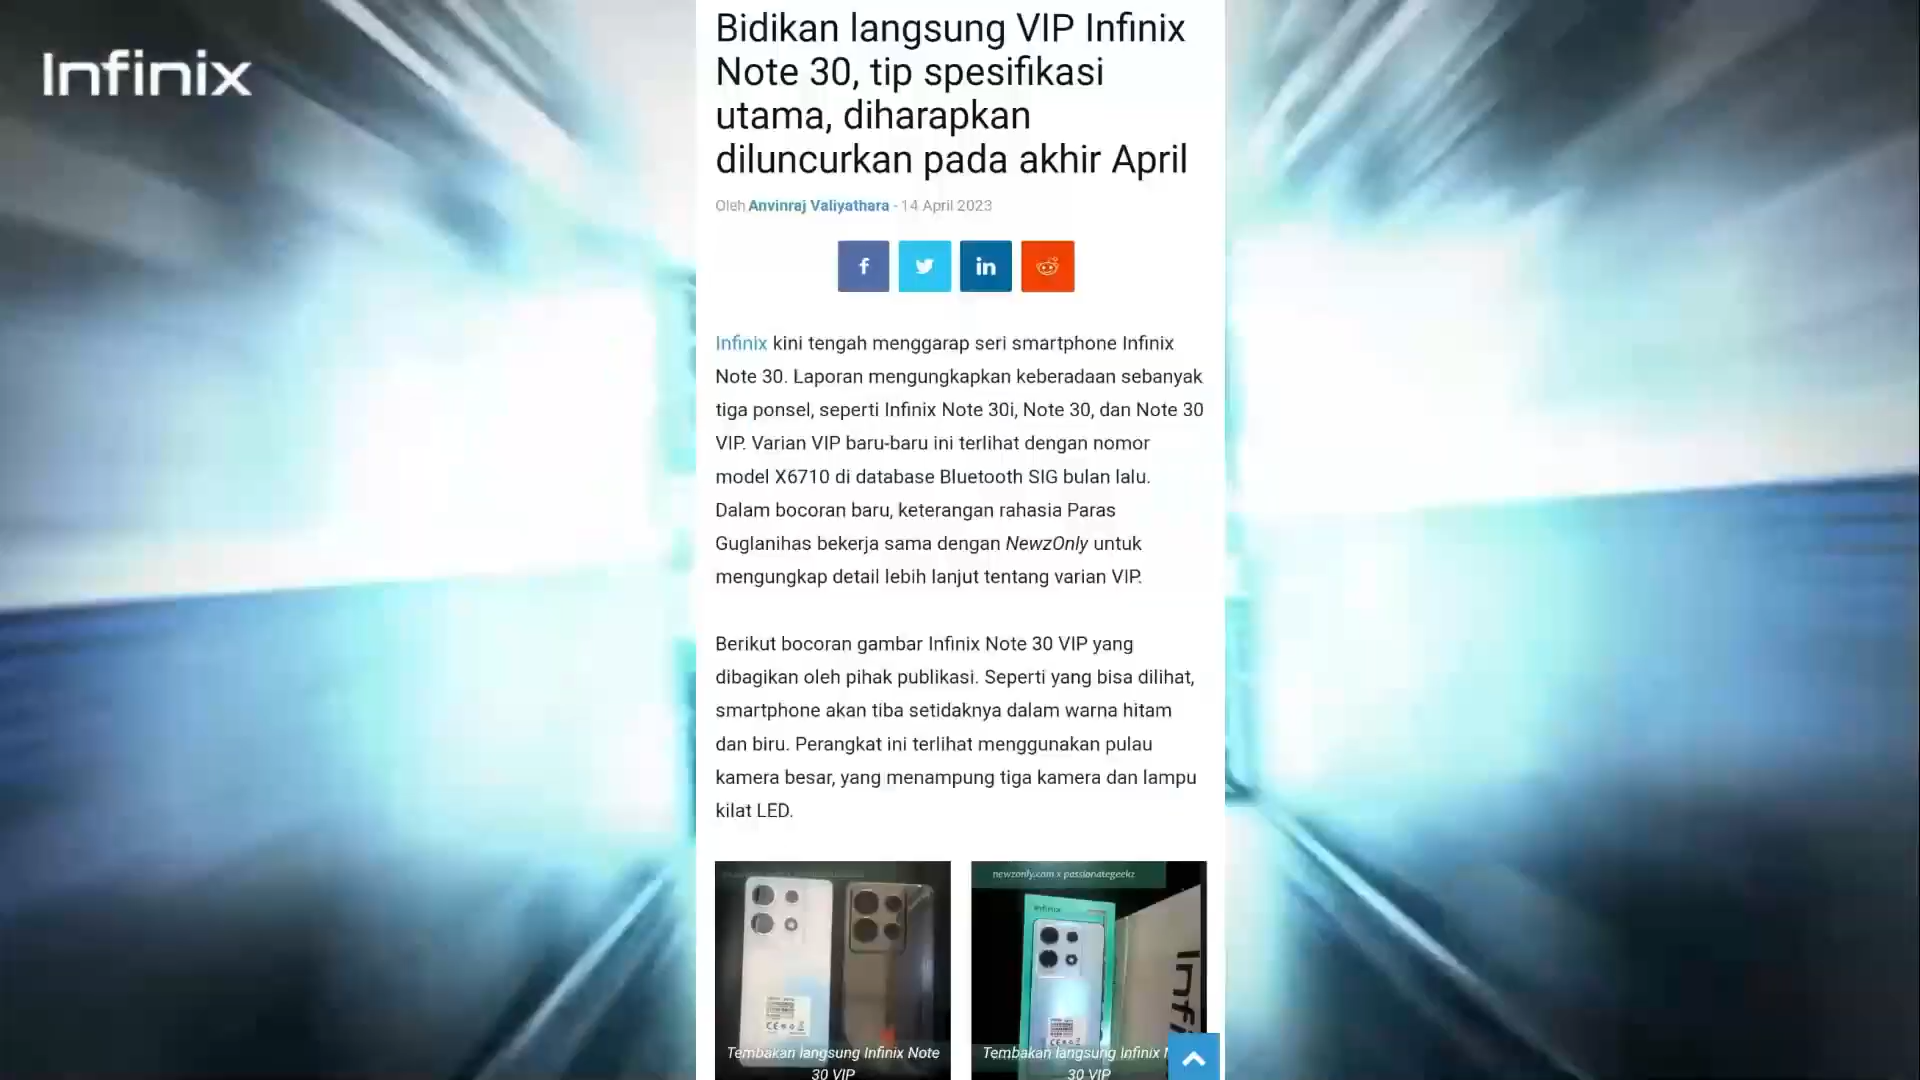 Infinix
Bidikan langsung VIP Infinix
Note 30, tip spesifikasi
utama, diharapkan
diluncurkan pada akhir April
Oleh Anvinraj Valiyathara - 14 April 2023
Infinix kini tengah menggarap seri smartphone Infinix
Note 30. Laporan mengungkapkan keberadaan sebanyak
tiga ponsel, seperti Infinix Note 30i, Note 30, dan Note 30
VIP. Varian VIP baru-baru ini terlihat dengan nomor
model X6710 di database Bluetooth SIG bulan lalu.
Dalam bocoran baru, keterangan rahasia Paras
Guglanihas bekerja sama dengan NewzOnly untuk
mengungkap detail lebih lanjut tentang varian VIP.
Berikut bocoran gambar Infinix Note 30 VIP yang
dibagikan oleh pihak publikasi. Seperti yang bisa dilihat,
smartphone akan tiba setidaknya dalam warna hitam
dan biru. Perangkat ini terlihat menggunakan pulau
kamera besar, yang menampung tiga kamera dan lampu
kilat LED.
newzonly.com x passionategeekz
Infinix
Infi
Tembakan langsung Infinix Note
30 VIP
Tembakan langsung Infinix N
30 VIP